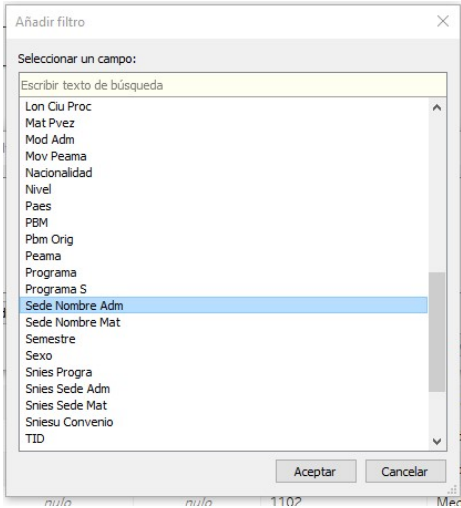 Añadir filtro
Seleccionar un campo:
Escribir texto de búsqueda
Lon Ciu Proc
Mat Pvez
Mod Adm
Mov Peama
Nacionalidad
Nivel
Paes
PBM
Pbm Orig
Peama
Programa
Programa S
Sede Nombre Adm
Sede Nombre Mat
Semestre
Sexo
Snies Progra
Snies Sede Adm
Snies Sede Mat
Sniesu Convenio
TID
Aceptar Cancelar
1102